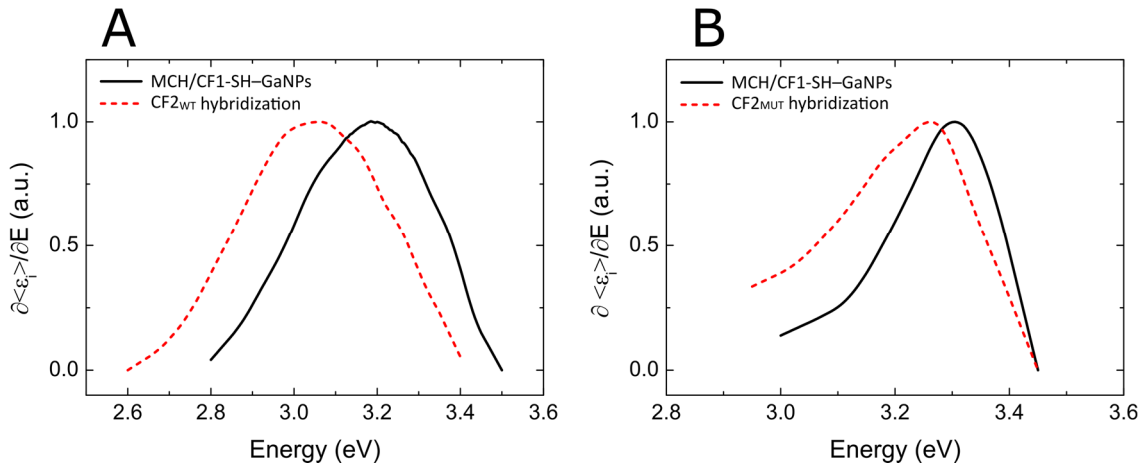 A
MCH/CF1-SH–GaNPs
CF2WT hybridization
1.0
0.5
0.0
∂<εi>/∂E (a.u.)
2.6 2.8 3.0 3.2 3.4 3.6
Energy (eV)
B
MCH/CF1-SH–GaNPs
CF2MUT hybridization
1.0
0.5
0.0
∂ <εi>/∂E (a.u.)
2.8 3.0 3.2 3.4 3.6
Energy (eV)